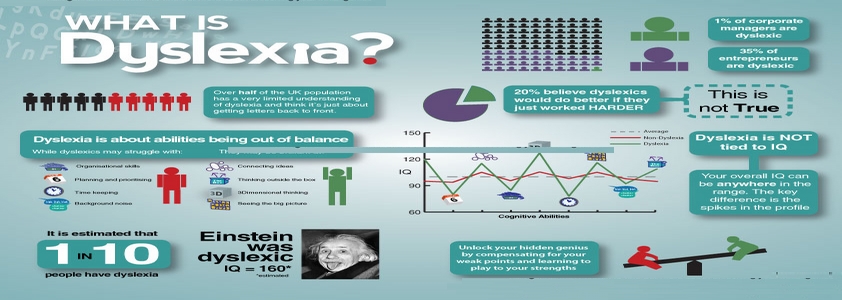 WHAT IS
Dyslexia?
1% of corporate
managers are
dyslexic
35% of
entrepreneurs
are dyslexic
Over half of the UK population
has a very limited understanding
of dyslexia and think it's just about
getting letters back to front.
20% believe dyslexics
would do better if they
just worked HARDER
This is
not True
Dyslexia is about abilities being out of balance
While dyslexics may struggle with:
Organisational skills
Planning and prioritising
Time keeping
Background noise
Connecting ideas
Thinking outside the box
3Dimensional thinking
Seeing the big picture
150
120
IQ
90
60
Average
Non-Dyslexia
Dyslexia
Cognitive Abilities
Dyslexia is NOT
tied to IQ
Your overall IQ can
be anywhere in the
range. The key
difference is the
spikes in the profile
It is estimated that
1 IN 10
people have dyslexia
Einstein
was
dyslexic
IQ = 160*
*estimated
Unlock your hidden genius
by compensating for your
weak points and learning to
play to your strengths